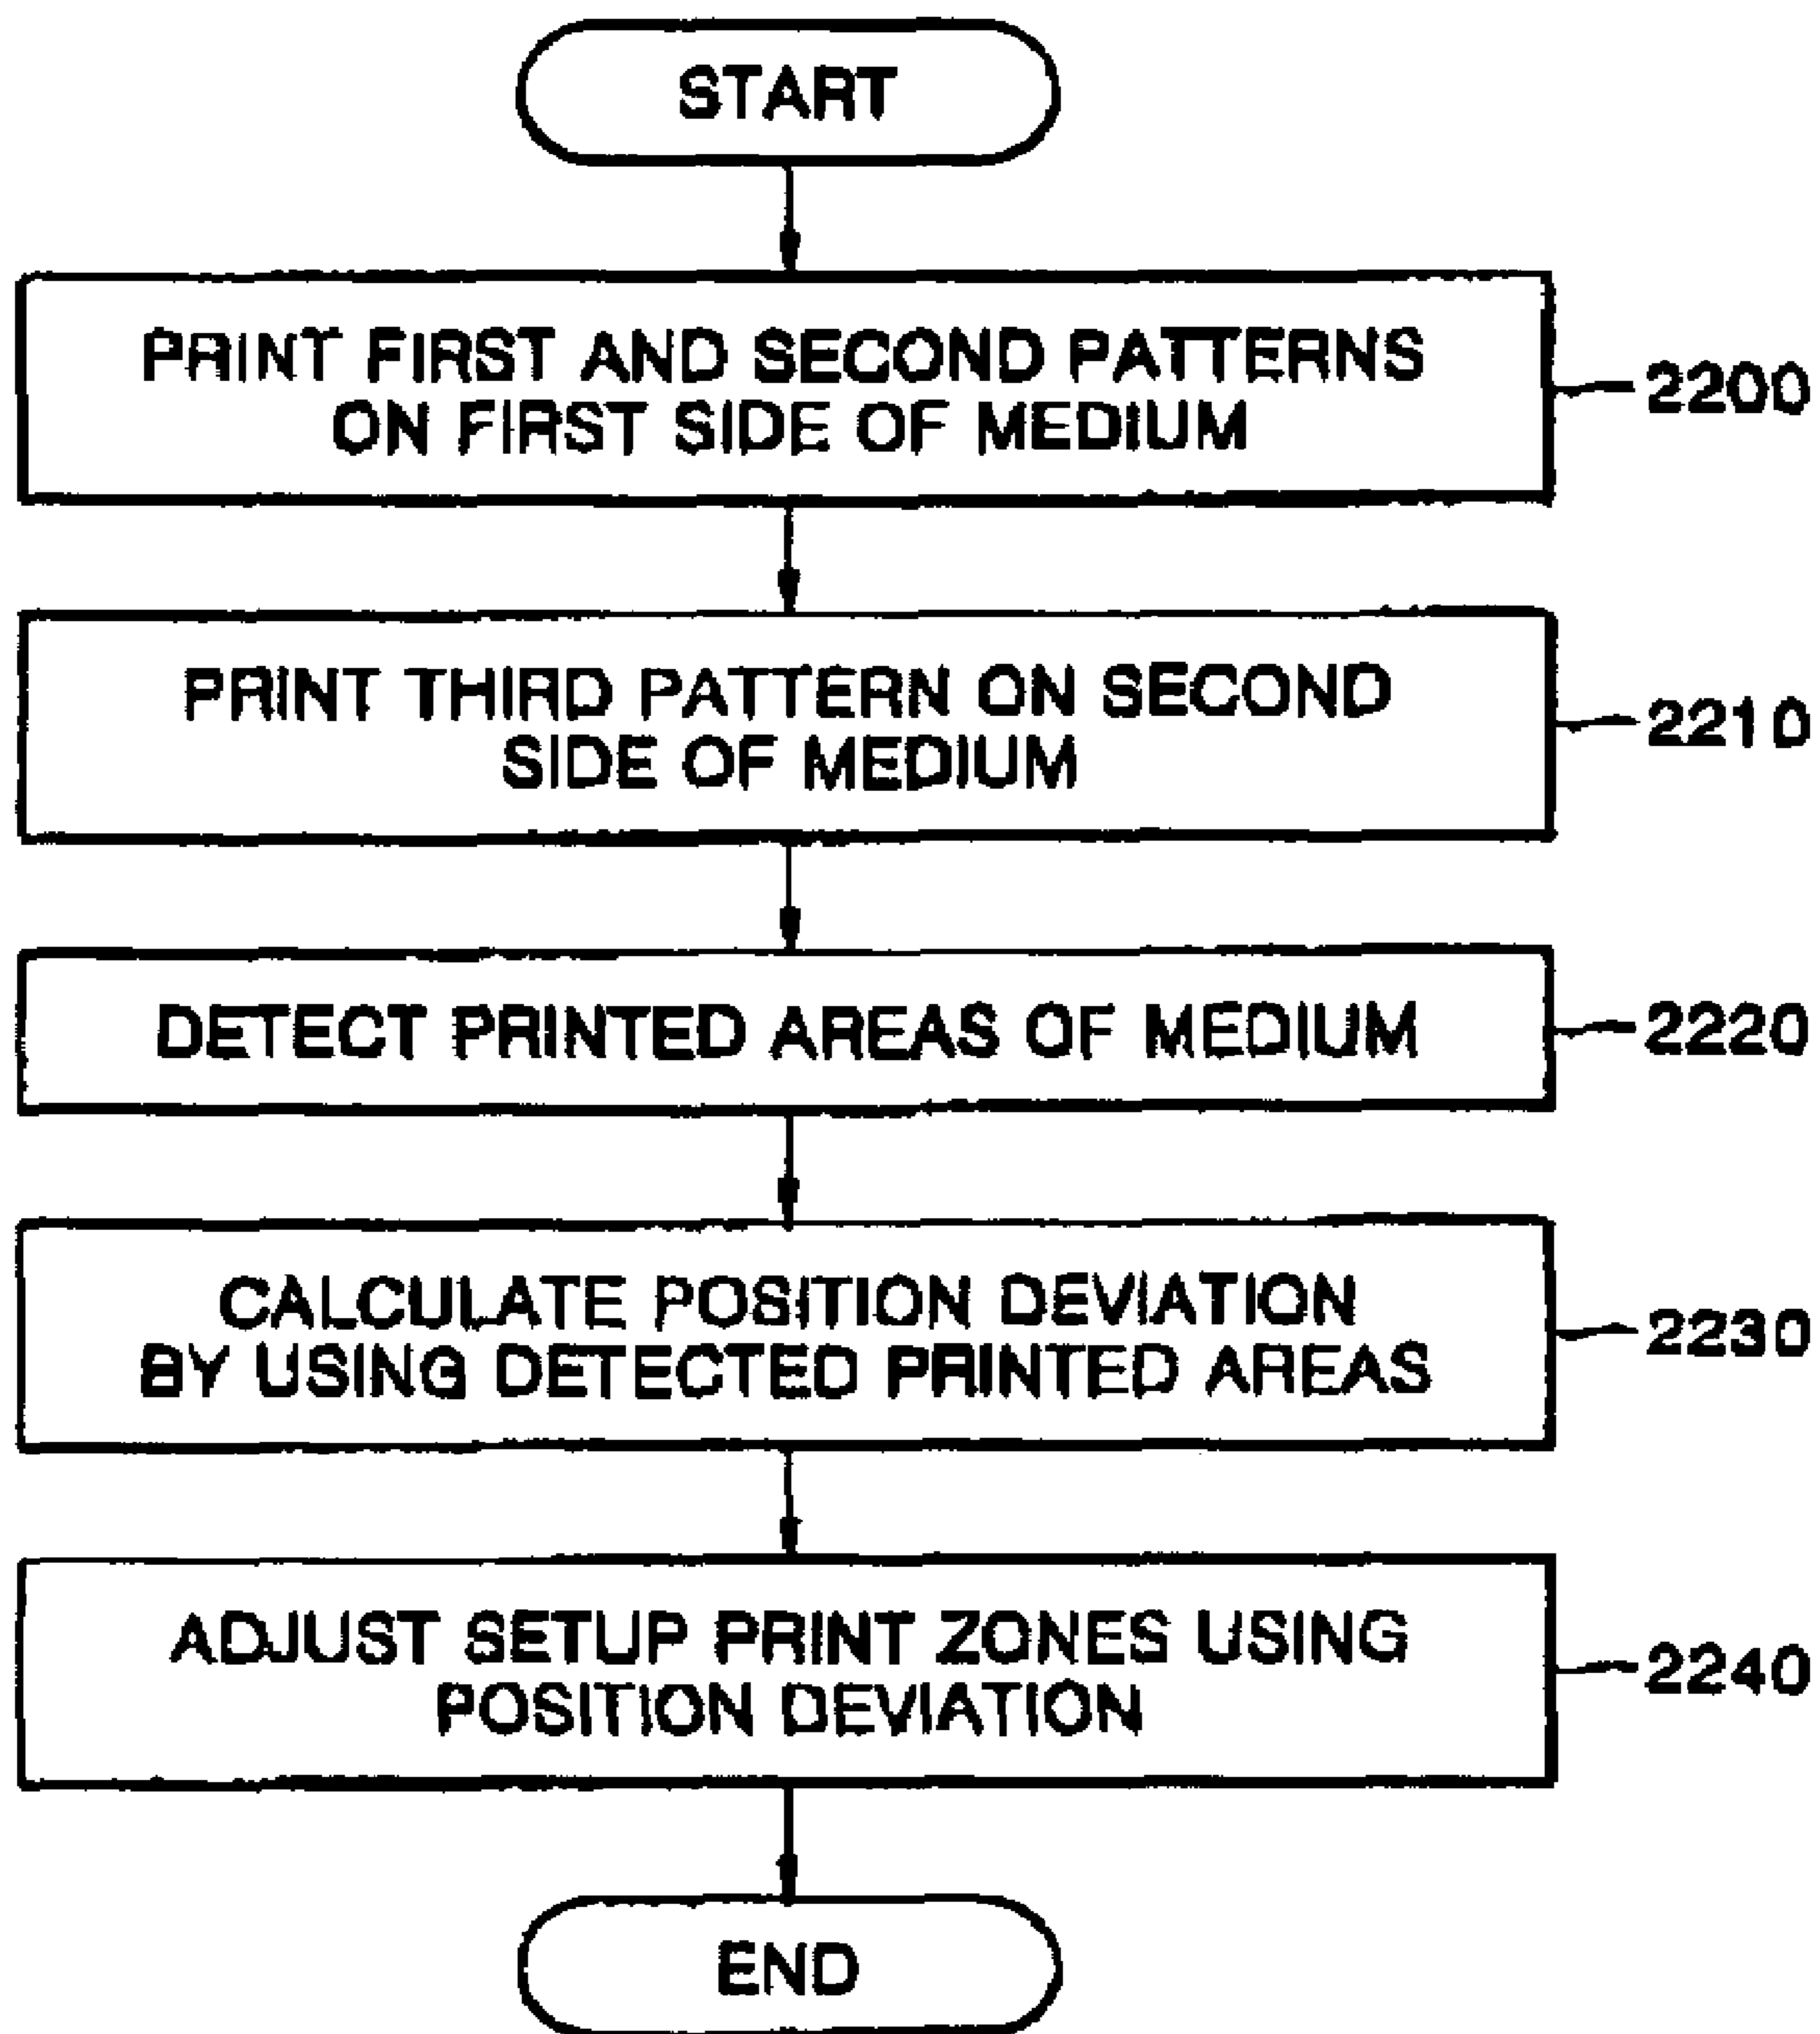 START
PRINT FIRST AND SECOND PATTERNS
ON FIRST SIDE OF MEDIUM
2200
PRINT THIRD PATTERN ON SECOND
SIDE OF MEDIUM
2210
DETECT PRINTED AREAS OF MEDIUM
2220
CALCULATE POSITION DEVIATION
BY USING DETECTED PRINTED AREAS
2230
ADJUST SETUP PRINT ZONES USING
POSITION DEVIATION
2240
END